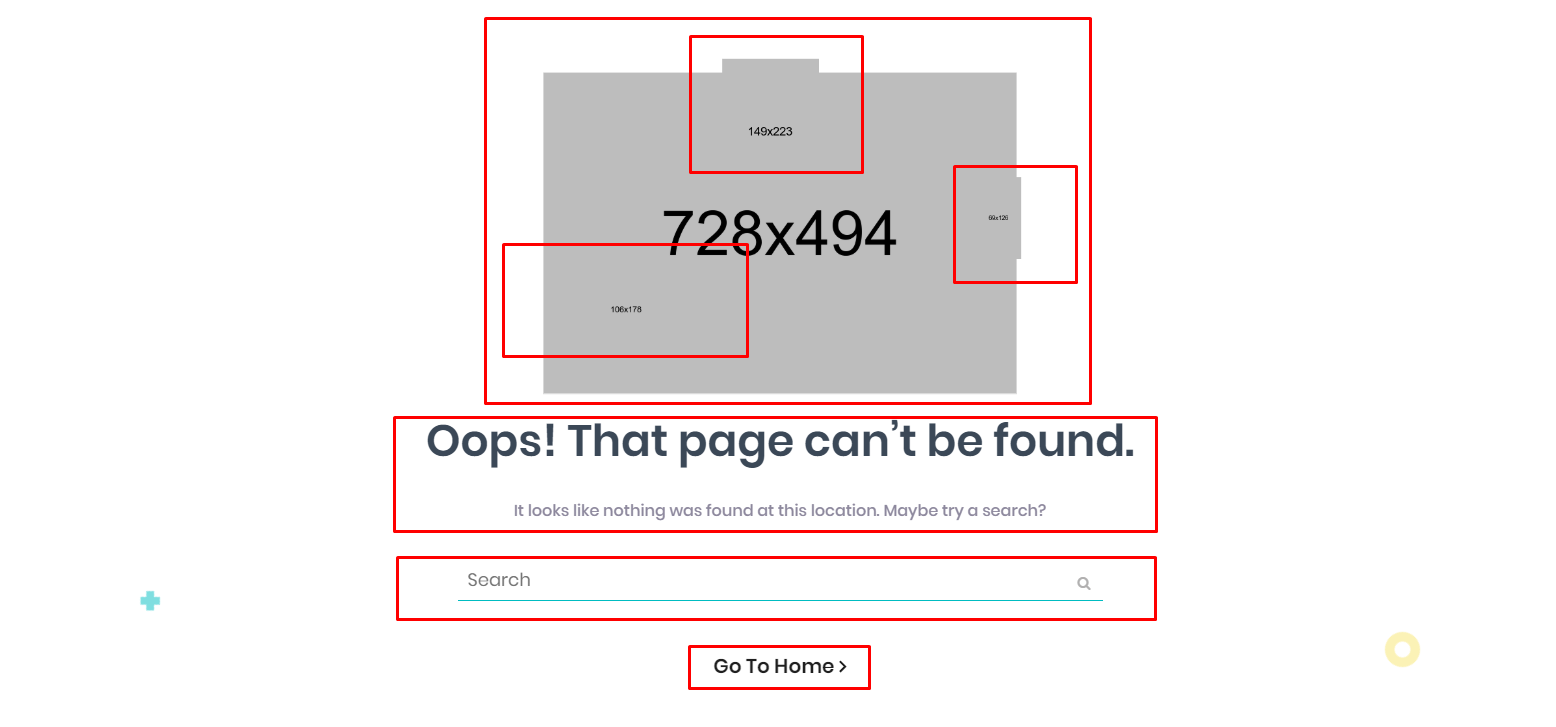 149x223
69x126
728x494
106x178
Oops! That page can’t be found.
It looks like nothing was found at this location. Maybe try a search?
Search
Go To Home >